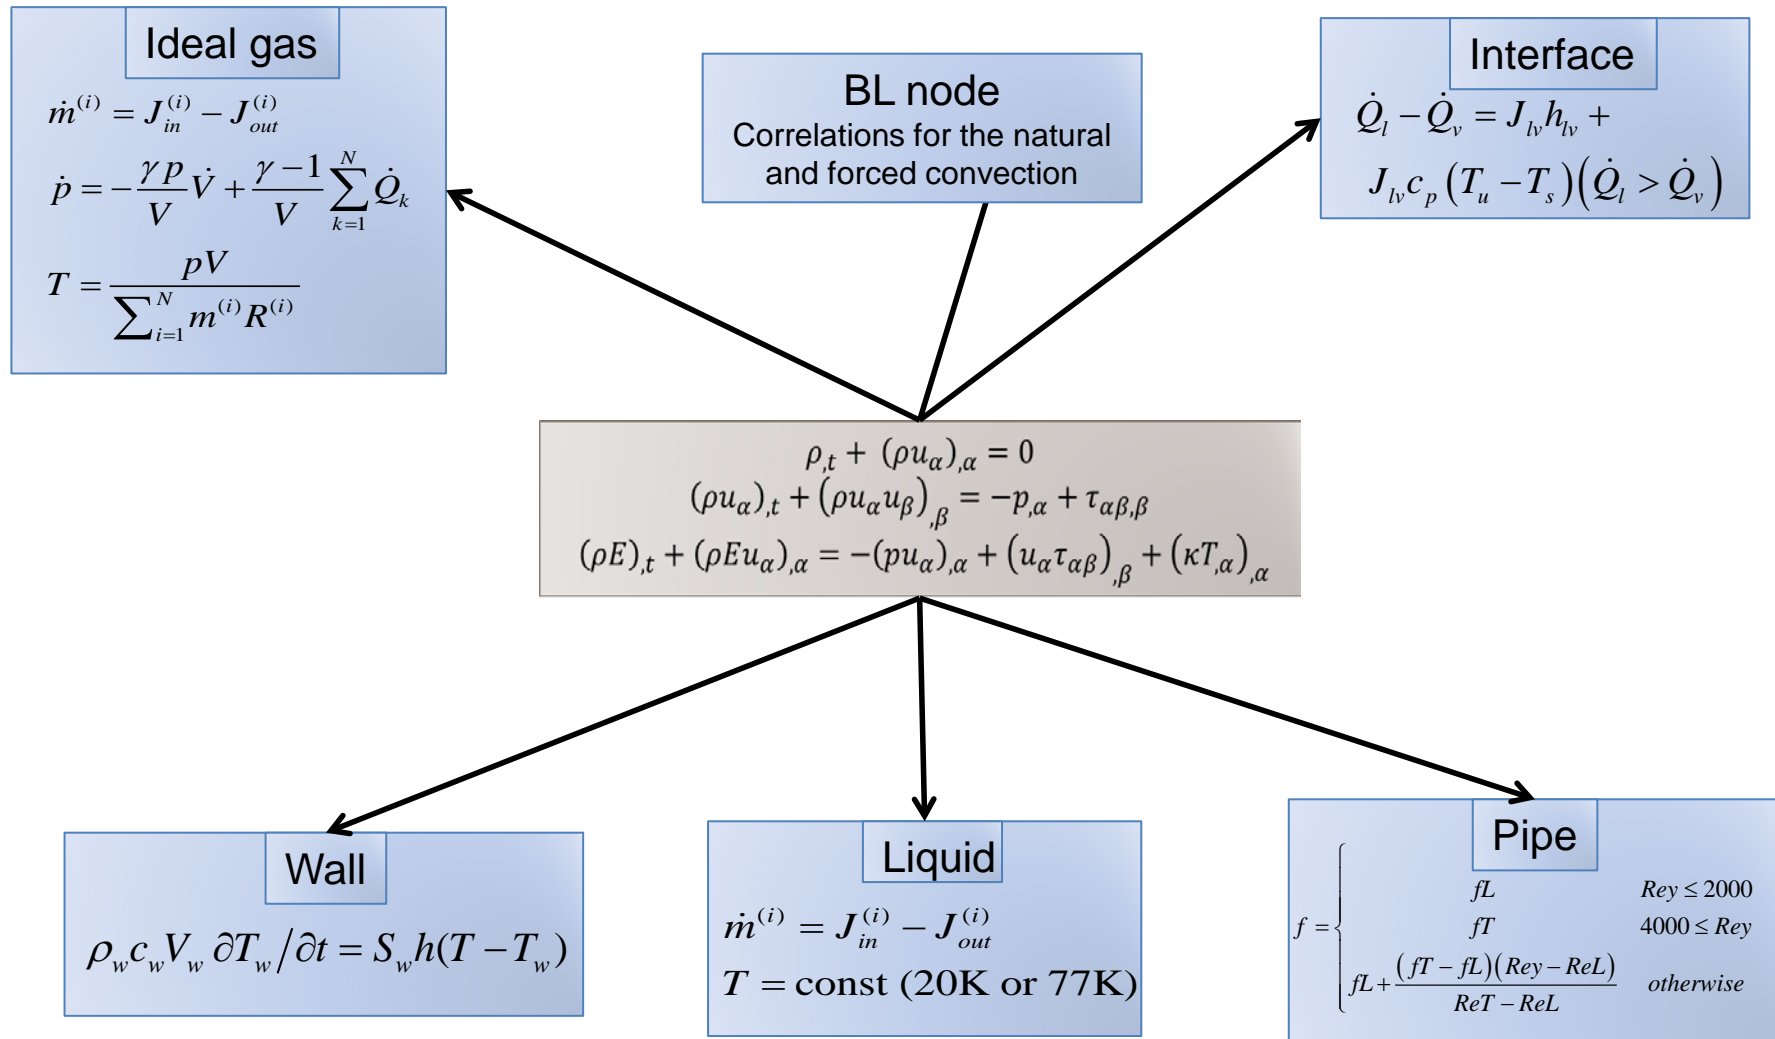 Ideal gas
ṁ^(i) = J_in^(i) − J_out^(i)
ṗ = −(γp/V) V̇ + ((γ−1)/V) ∑_{k=1}^{N} Q̇_k
T = pV / ∑_{i=1}^{N} m^(i) R^(i)
BL node
Correlations for the natural
and forced convection
Interface
Q̇_l − Q̇_v = J_lv h_lv +
J_lv c_p (T_u − T_s)(Q̇_l > Q̇_v)
ρ_,t + (ρu_α)_,α = 0
(ρu_α)_,t + (ρu_α u_β)_,β = −p_,α + τ_αβ,β
(ρE)_,t + (ρEu_α)_,α = −(pu_α)_,α + (u_α τ_αβ)_,β + (κT_,α)_,α
Wall
ρ_w c_w V_w ∂T_w/∂t = S_w h(T − T_w)
Liquid
ṁ^(i) = J_in^(i) − J_out^(i)
T = const (20K or 77K)
Pipe
f = { fL Rey ≤ 2000
fT 4000 ≤ Rey
fL + (fT − fL)(Rey − ReL) / (ReT − ReL) otherwise